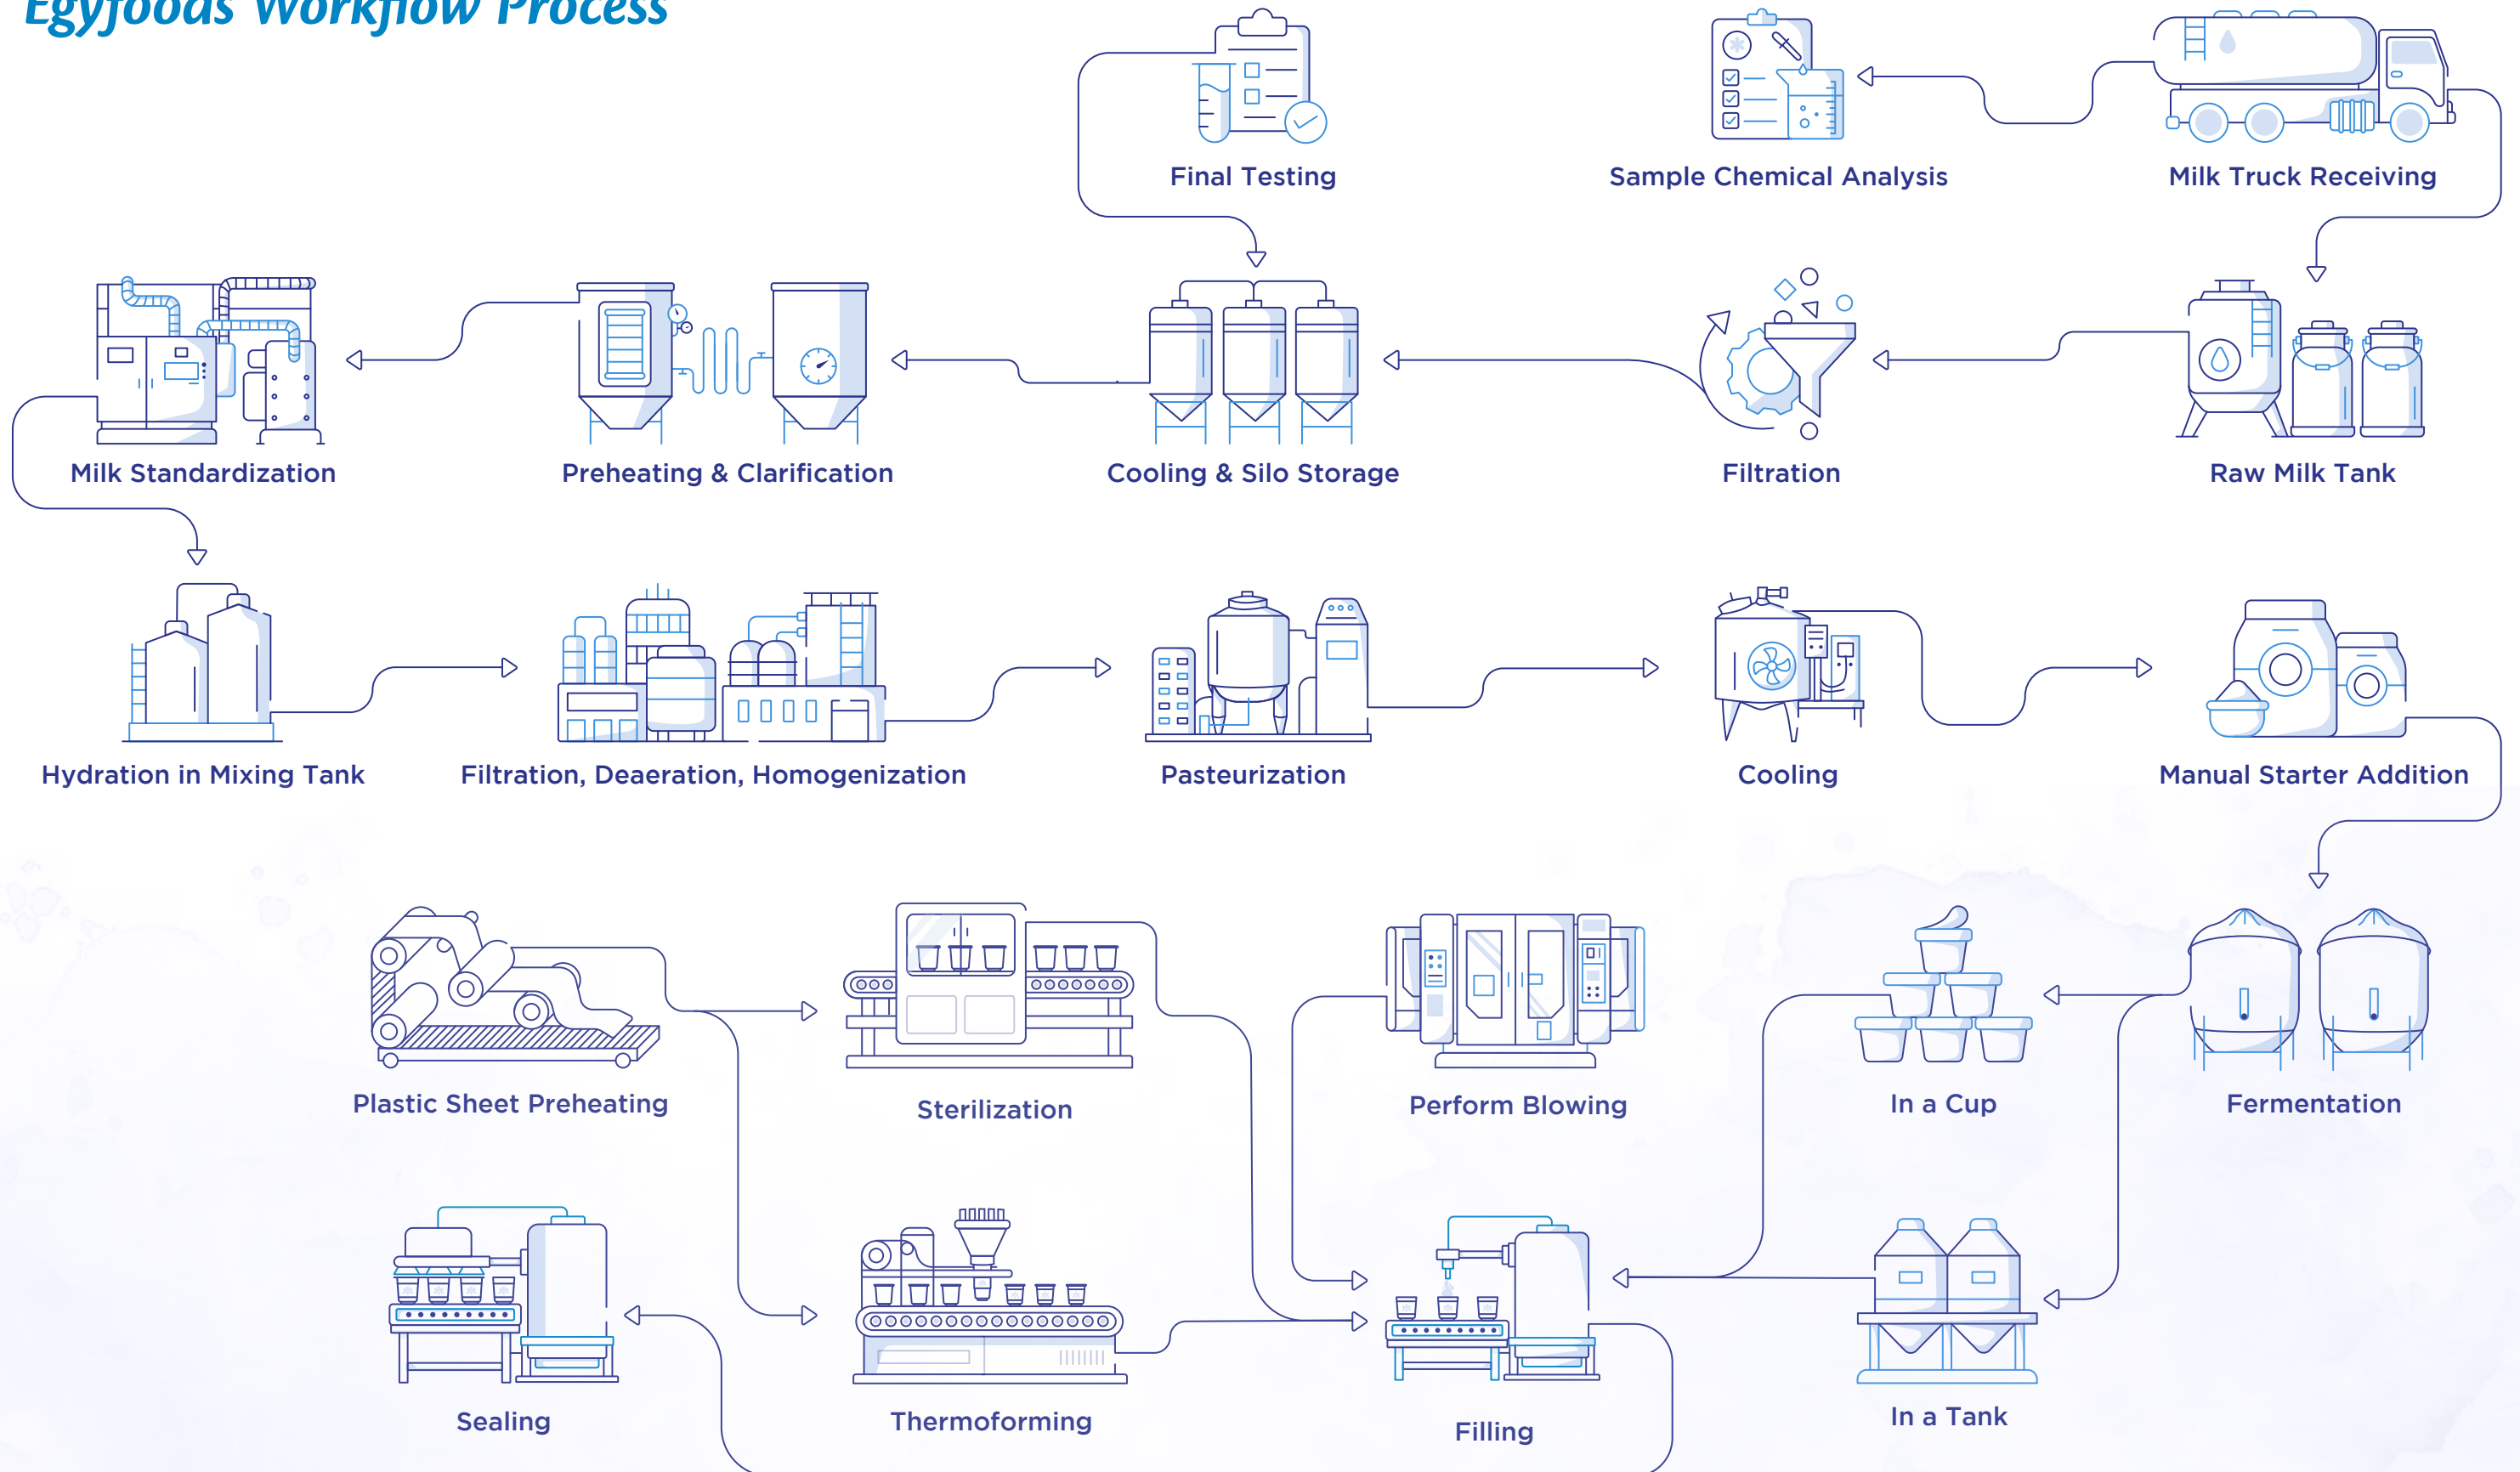 Egyfoods Workflow Process
Final Testing
Sample Chemical Analysis
Milk Truck Receiving
Milk Standardization
Preheating & Clarification
Cooling & Silo Storage
Filtration
Raw Milk Tank
Hydration in Mixing Tank
Filtration, Deaeration, Homogenization
Pasteurization
Cooling
Manual Starter Addition
Plastic Sheet Preheating
Sterilization
Perform Blowing
In a Cup
Fermentation
Sealing
Thermoforming
Filling
In a Tank